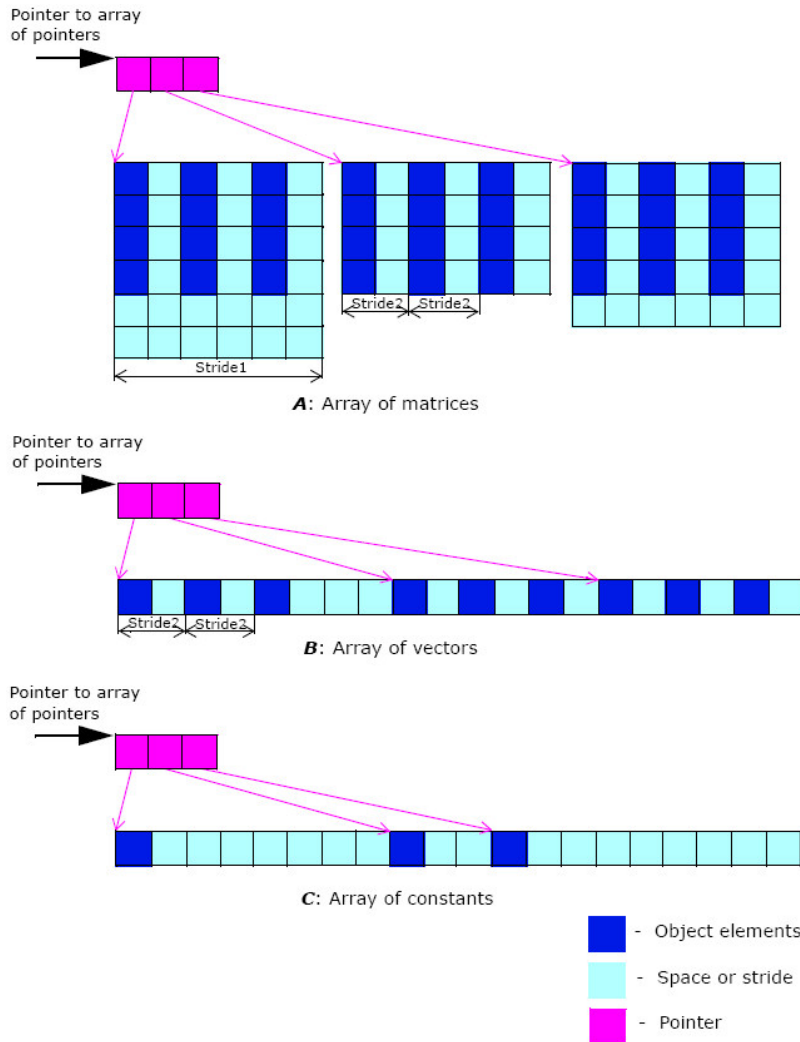 Pointer to array
of pointers
Stride2 Stride2
Stride1
A: Array of matrices
Pointer to array
of pointers
Stride2 Stride2
B: Array of vectors
Pointer to array
of pointers
C: Array of constants
- Object elements
- Space or stride
- Pointer